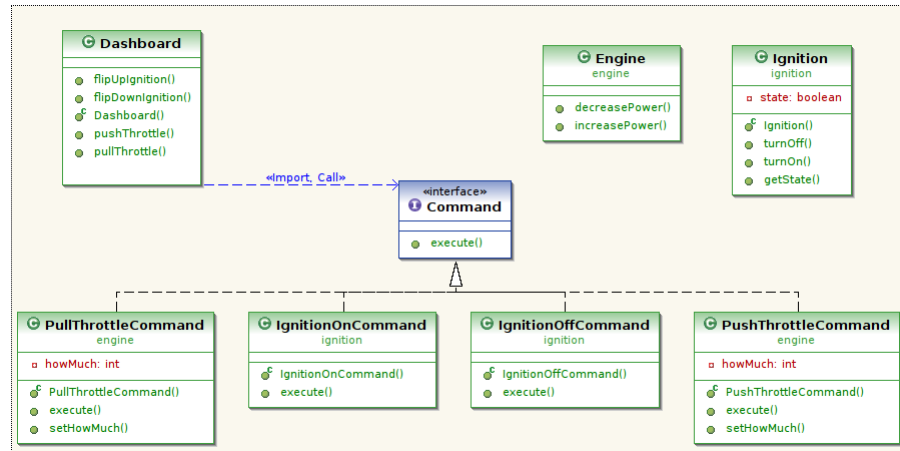 Dashboard
flipUpIgnition()
flipDownIgnition()
Dashboard()
pushThrottle()
pullThrottle()
Engine
engine
decreasePower()
increasePower()
Ignition
ignition
state: boolean
Ignition()
turnOff()
turnOn()
getState()
«Import, Call»
«interface»
Command
execute()
PullThrottleCommand
engine
howMuch: int
PullThrottleCommand()
execute()
setHowMuch()
IgnitionOnCommand
ignition
IgnitionOnCommand()
execute()
IgnitionOffCommand
ignition
IgnitionOffCommand()
execute()
PushThrottleCommand
engine
howMuch: int
PushThrottleCommand()
execute()
setHowMuch()